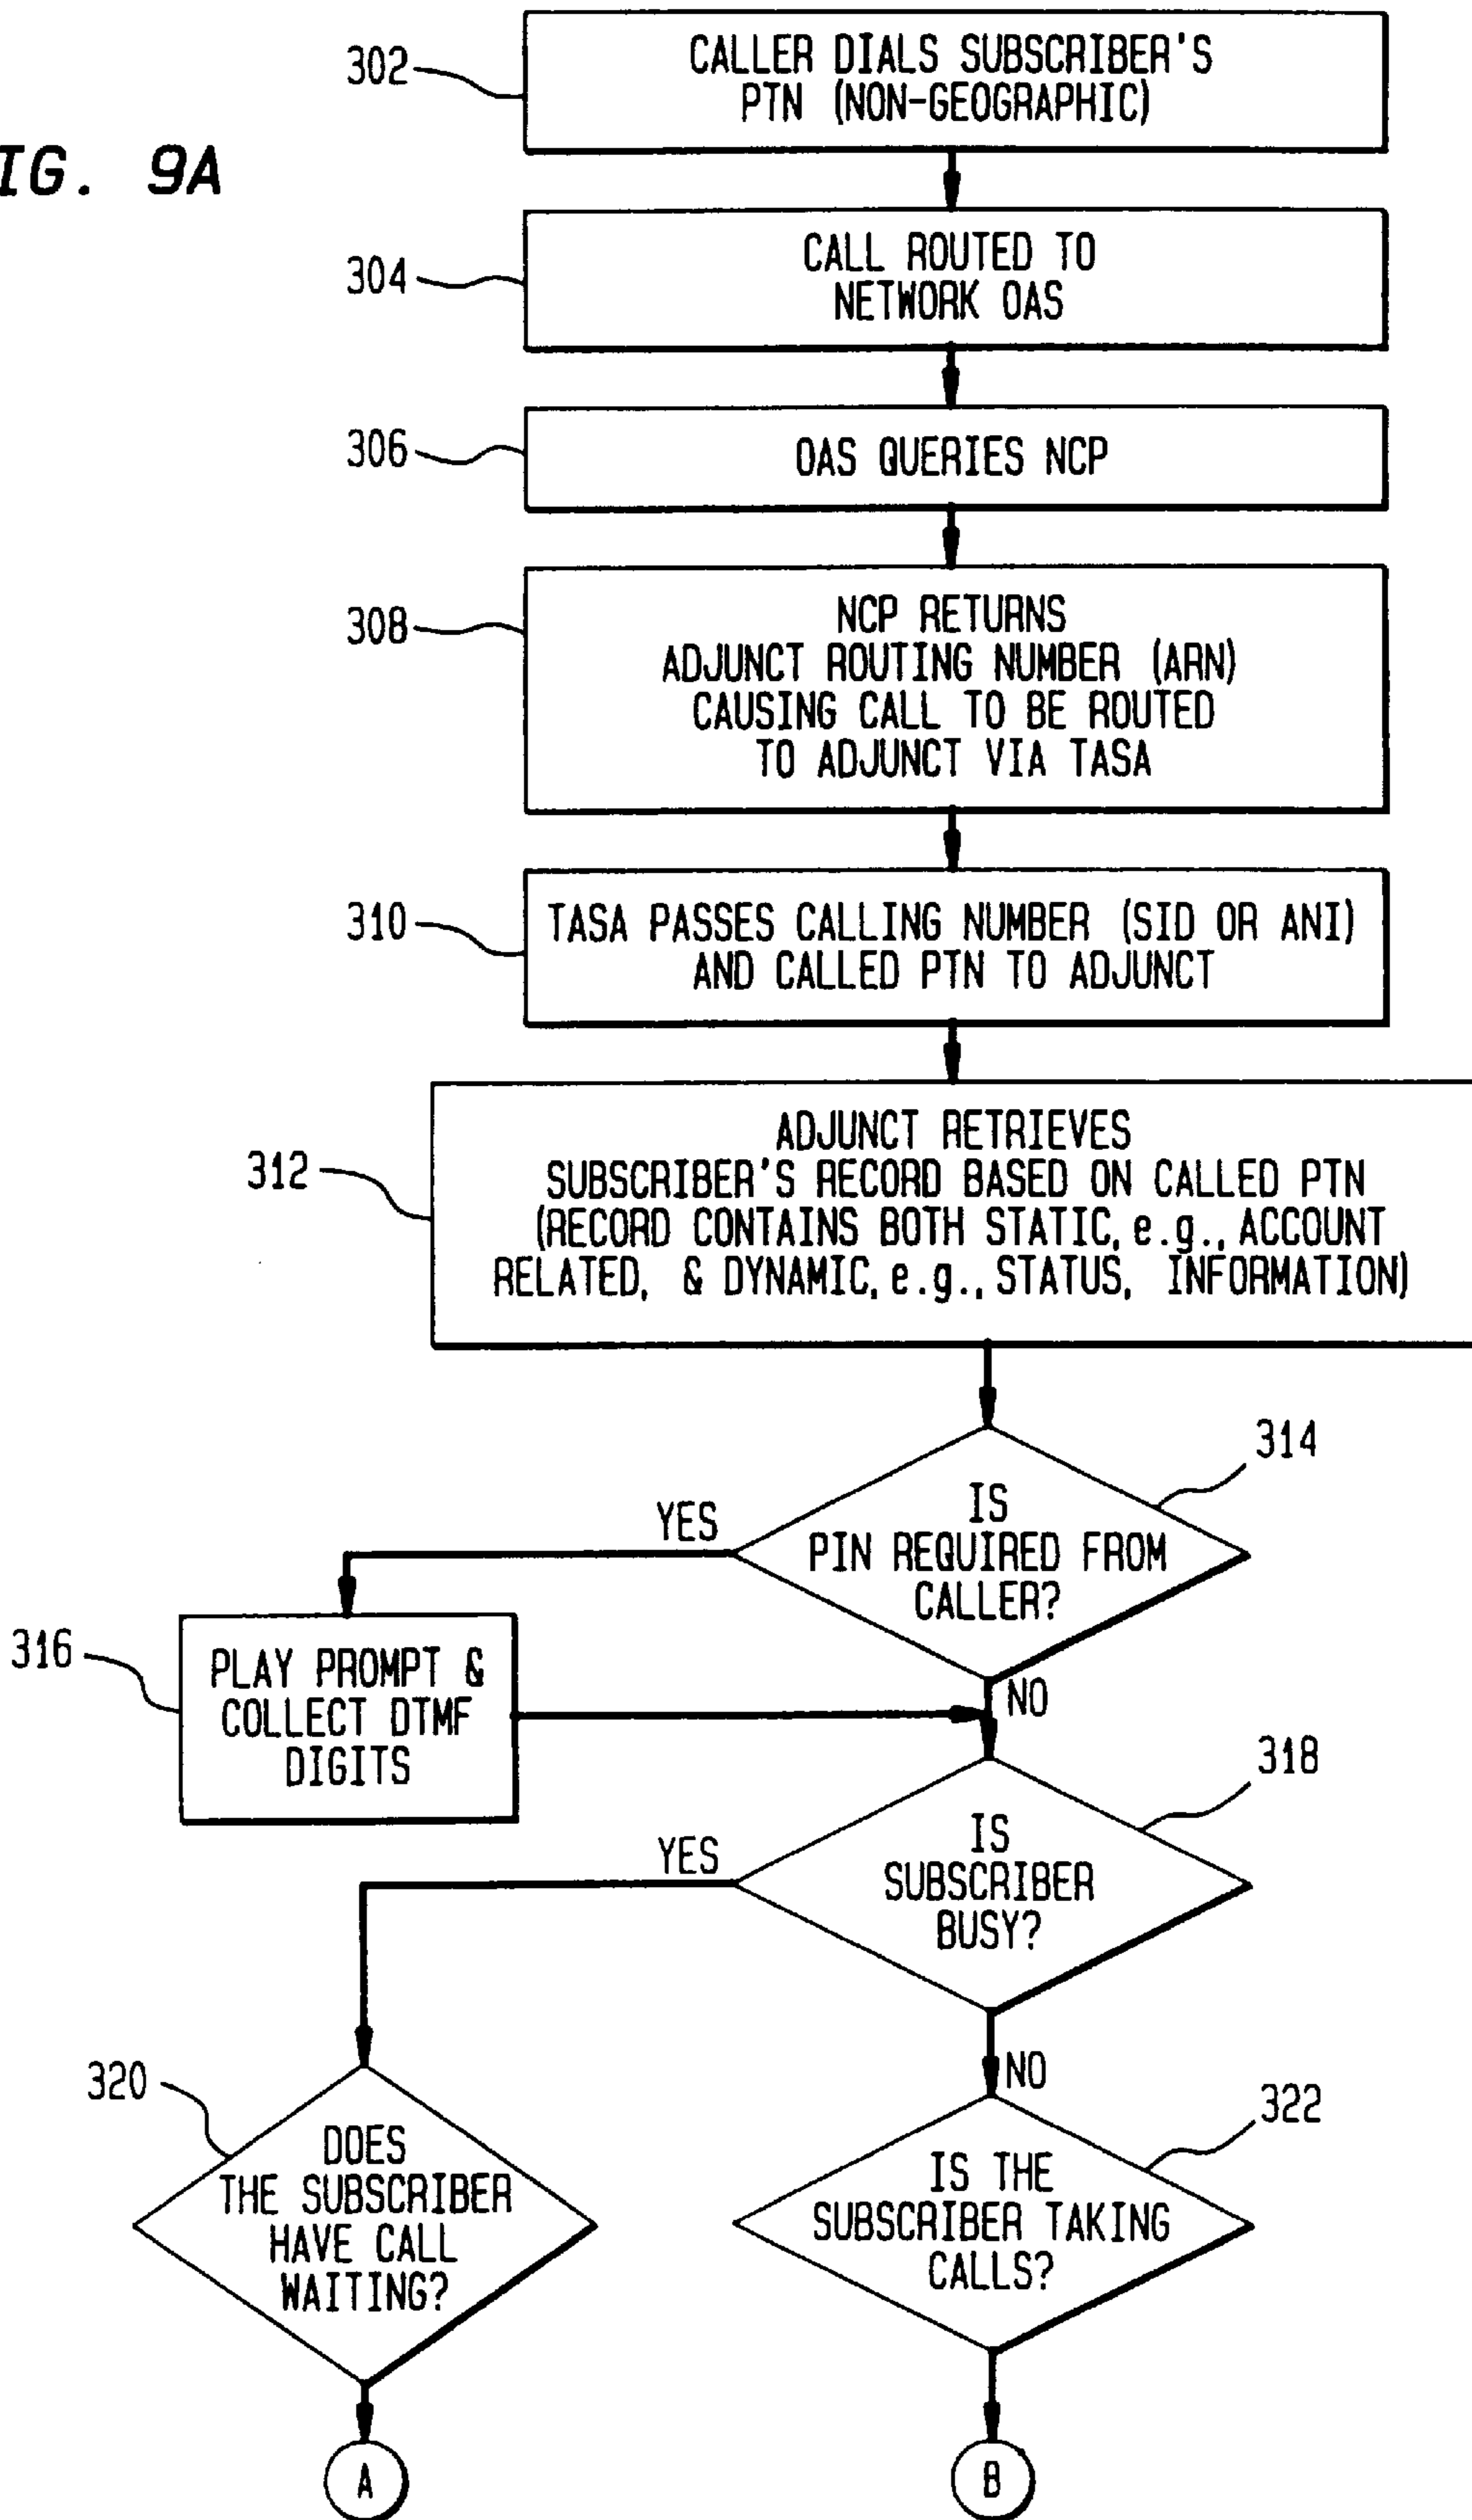 302
CALLER DIALS SUBSCRIBER'S
PTN (NON-GEOGRAPHIC)
IG. 9A
304
CALL ROUTED TO
NETWORK OAS
306
OAS QUERIES NCP
308
NCP RETURNS
ADJUNCT ROUTING NUMBER (ARN)
CAUSING CALL TO BE ROUTED
TO ADJUNCT VIA TASA
310
TASA PASSES CALLING NUMBER (SID OR ANI)
AND CALLED PTN TO ADJUNCT
312
ADJUNCT RETRIEVES
SUBSCRIBER'S RECORD BASED ON CALLED PTN
(RECORD CONTAINS BOTH STATIC, e.g., ACCOUNT
RELATED, & DYNAMIC, e.g., STATUS, INFORMATION)
314
IS
PIN REQUIRED FROM
CALLER?
YES
NO
316
PLAY PROMPT &
COLLECT DTMF
DIGITS
318
IS
SUBSCRIBER
BUSY?
YES
NO
320
DOES
THE SUBSCRIBER
HAVE CALL
WAITING?
322
IS THE
SUBSCRIBER TAKING
CALLS?
A
B